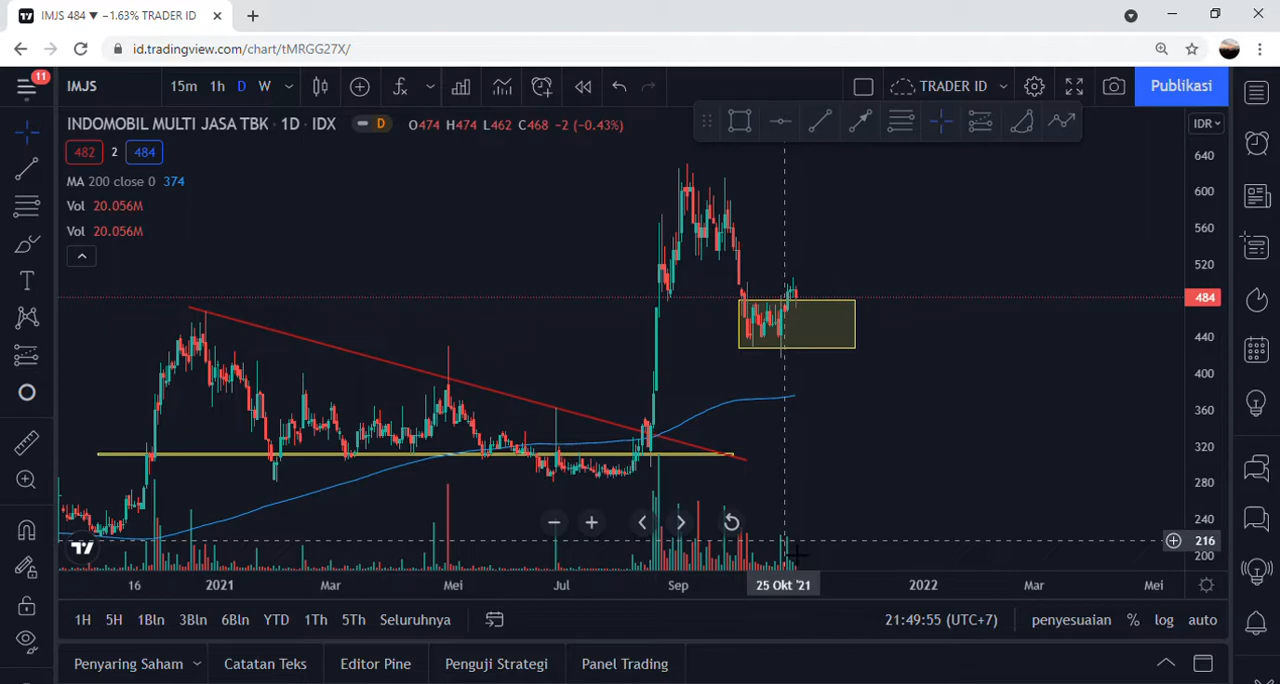 IMJS 484 ▼ −1.63% TRADER ID
id.tradingview.com/chart/tMRGG27X/
11
IMJS 15m 1h D W TRADER ID Publikasi
INDOMOBIL MULTI JASA TBK · 1D · IDX D O474 H474 L462 C468 −2 (−0.43%)
IDR
482 2 484
MA 200 close 0 374
Vol 20.056M
Vol 20.056M
640
600
560
520
484
440
400
360
320
280
240
216
200
16 2021 Mar Mei Jul Sep 25 Okt '21 2022 Mar Mei
1H 5H 1Bln 3Bln 6Bln YTD 1Th 5Th Seluruhnya 21:49:55 (UTC+7) penyesuaian % log auto
Penyaring Saham Catatan Teks Editor Pine Penguji Strategi Panel Trading